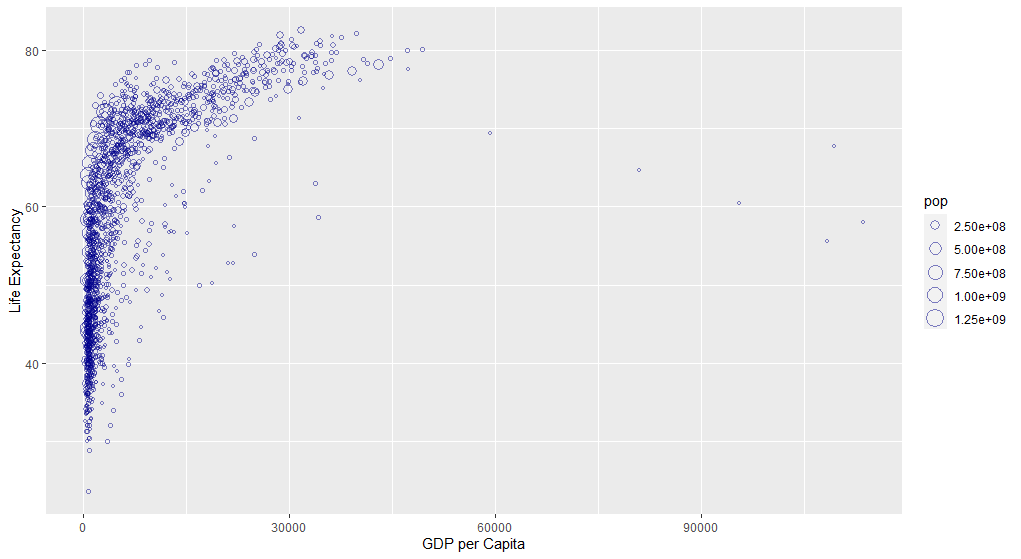 80
60
40
Life Expectancy
0 30000 60000 90000
GDP per Capita
pop
2.50e+08
5.00e+08
7.50e+08
1.00e+09
1.25e+09